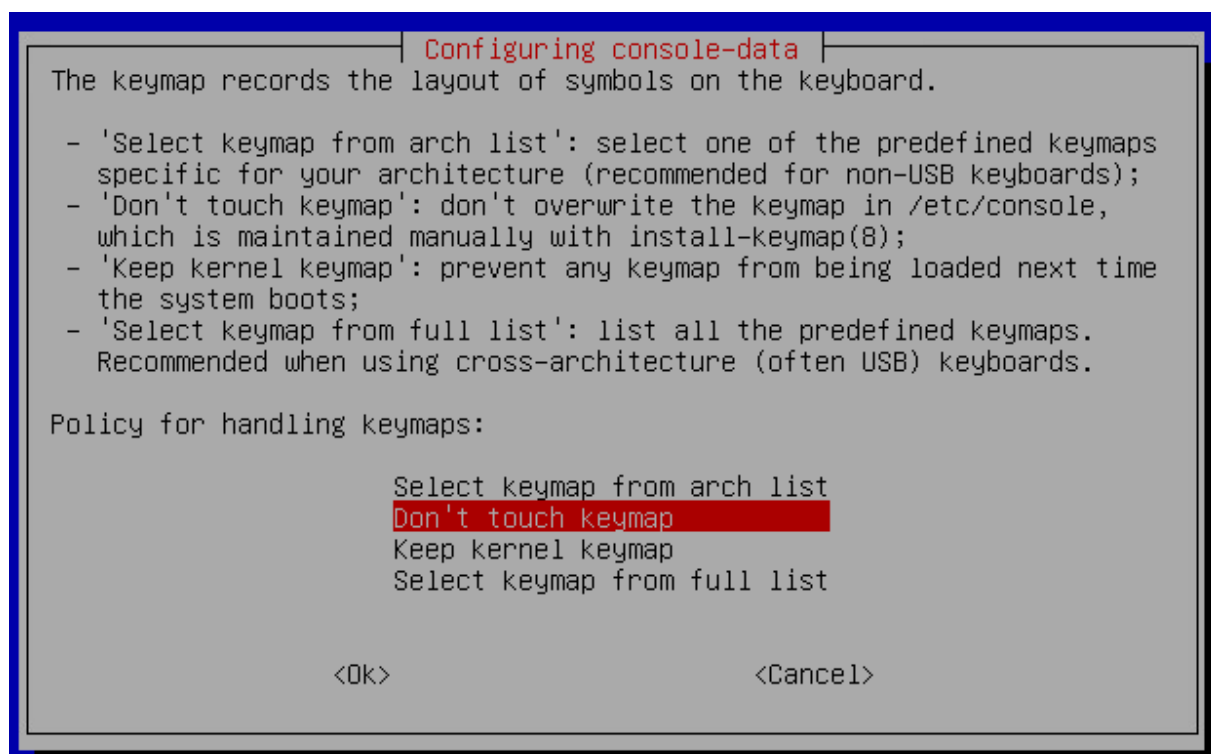 Configuring console-data
The keymap records the layout of symbols on the keyboard.
- 'Select keymap from arch list': select one of the predefined keymaps
specific for your architecture (recommended for non-USB keyboards);
- 'Don't touch keymap': don't overwrite the keymap in /etc/console,
which is maintained manually with install-keymap(8);
- 'Keep kernel keymap': prevent any keymap from being loaded next time
the system boots;
- 'Select keymap from full list': list all the predefined keymaps.
Recommended when using cross-architecture (often USB) keyboards.
Policy for handling keymaps:
Select keymap from arch list
Don't touch keymap
Keep kernel keymap
Select keymap from full list
<Ok> <Cancel>